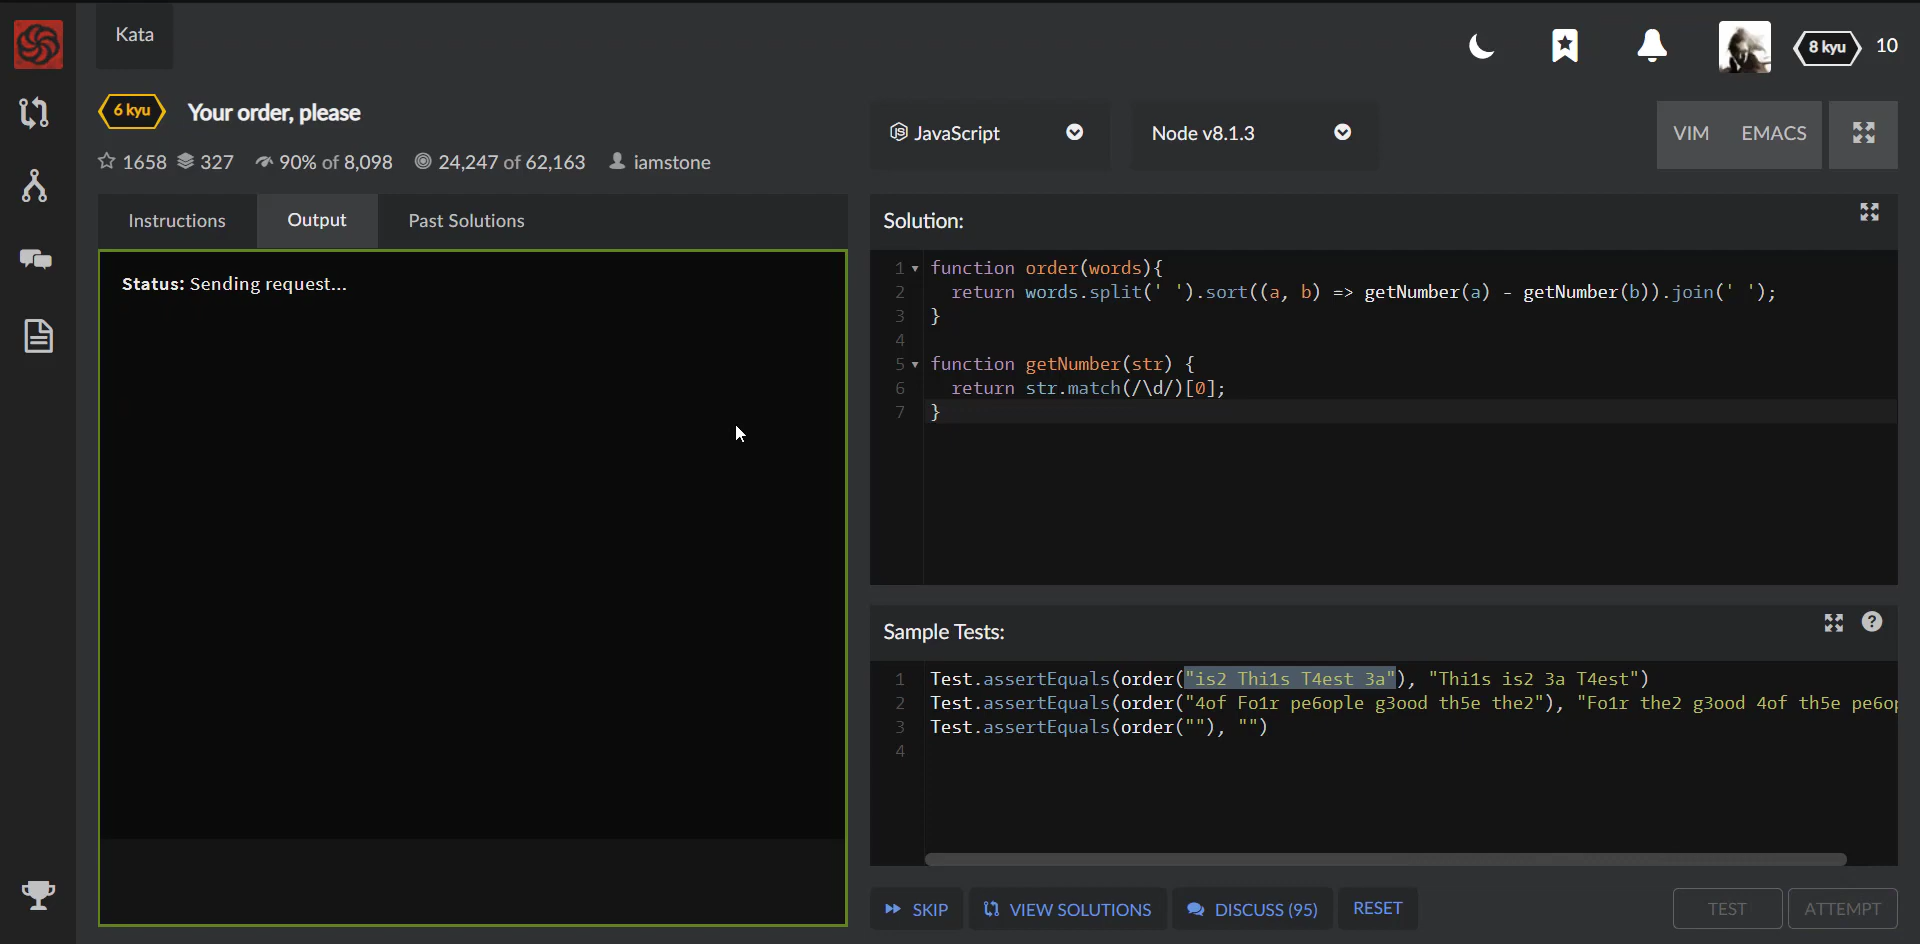 Kata
8 kyu 10
6 kyu Your order, please
1658 327 90% of 8,098 24,247 of 62,163 iamstone
JavaScript
Node v8.1.3
VIM EMACS
Instructions Output Past Solutions
Status: Sending request...
Solution:
1 function order(words){
2 return words.split(' ').sort((a, b) => getNumber(a) - getNumber(b)).join(' ');
3 }
4
5 function getNumber(str) {
6 return str.match(/\d/)[0];
7 }
Sample Tests:
1 Test.assertEquals(order("is2 Thi1s T4est 3a"), "Thi1s is2 3a T4est")
2 Test.assertEquals(order("4of Fo1r pe6ople g3ood th5e the2"), "Fo1r the2 g3ood 4of th5e pe6op
3 Test.assertEquals(order(""), "")
4
SKIP VIEW SOLUTIONS DISCUSS (95) RESET TEST ATTEMPT